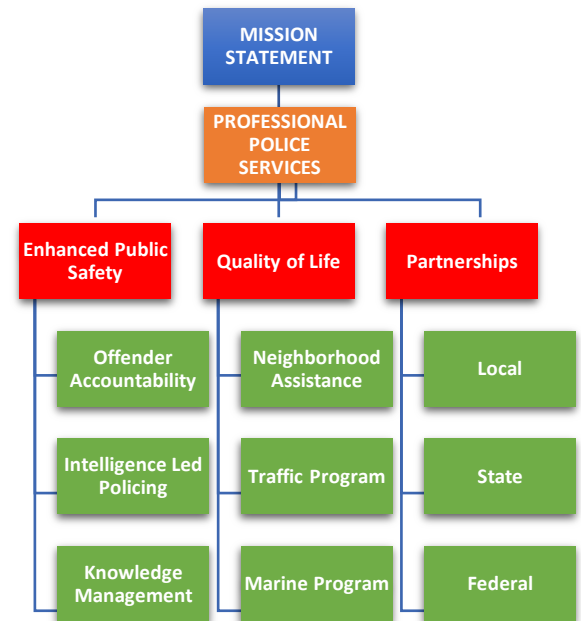 MISSION
STATEMENT
PROFESSIONAL
POLICE
SERVICES
Enhanced Public
Safety
Quality of Life
Partnerships
Offender
Accountability
Neighborhood
Assistance
Local
Intelligence Led
Policing
Traffic Program
State
Knowledge
Management
Marine Program
Federal